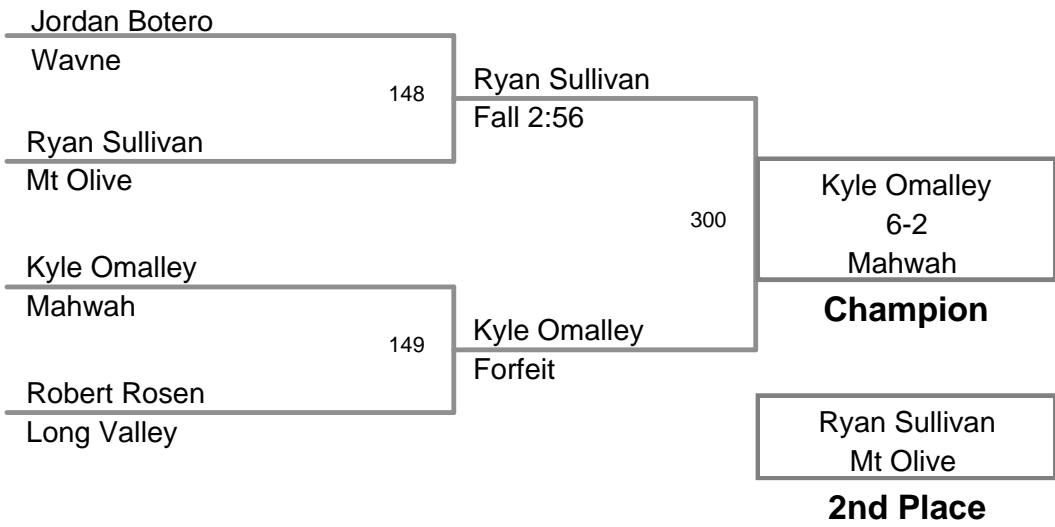 Jordan Botero
Wavne
148
Ryan Sullivan
Fall 2:56
Ryan Sullivan
Mt Olive
300
Kyle Omalley
6-2
Mahwah
Champion
Kyle Omalley
Mahwah
149
Kyle Omalley
Forfeit
Robert Rosen
Long Valley
Ryan Sullivan
Mt Olive
2nd Place